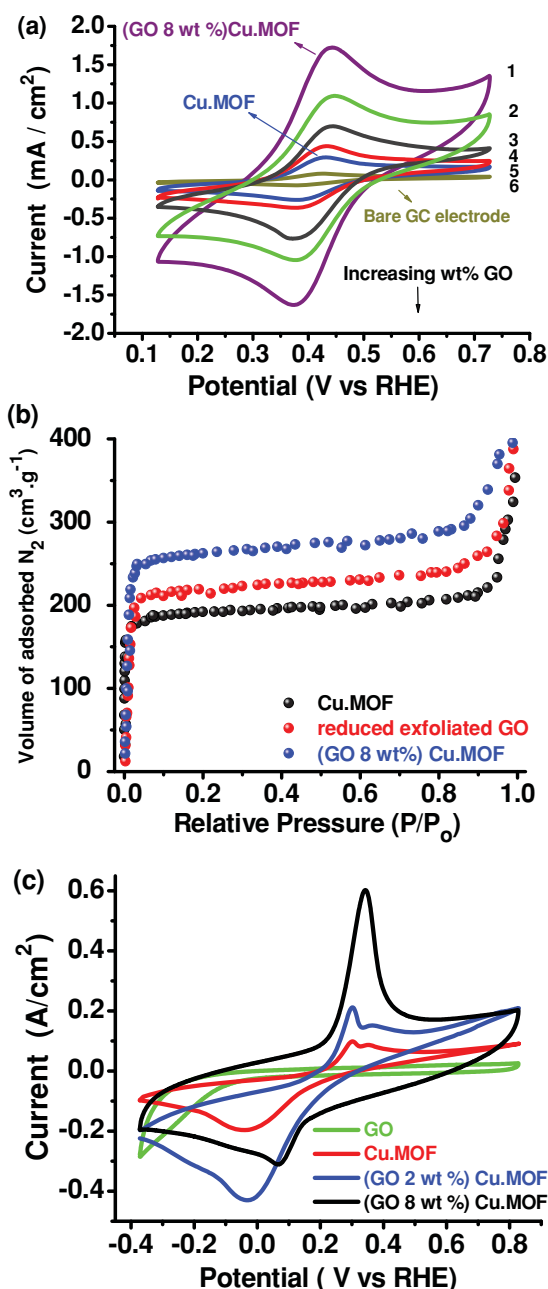 (a)
2.0
(GO 8 wt %)Cu.MOF
1.5
1
1.0
Cu.MOF
2
0.5
3
4
0.0
5
6
-0.5
Bare GC electrode
-1.0
Increasing wt% GO
-1.5
-2.0
Current (mA / cm²)
0.1 0.2 0.3 0.4 0.5 0.6 0.7 0.8
Potential (V vs RHE)
(b)
400
300
200
100
0
Volume of adsorbed N₂ (cm³.g⁻¹)
Cu.MOF
reduced exfoliated GO
(GO 8 wt%) Cu.MOF
0.0 0.2 0.4 0.6 0.8 1.0
Relative Pressure (P/Pₒ)
(c)
0.6
0.4
0.2
0.0
-0.2
-0.4
Current (A/cm²)
GO
Cu.MOF
(GO 2 wt %) Cu.MOF
(GO 8 wt %) Cu.MOF
-0.4 -0.2 0.0 0.2 0.4 0.6 0.8
Potential ( V vs RHE)